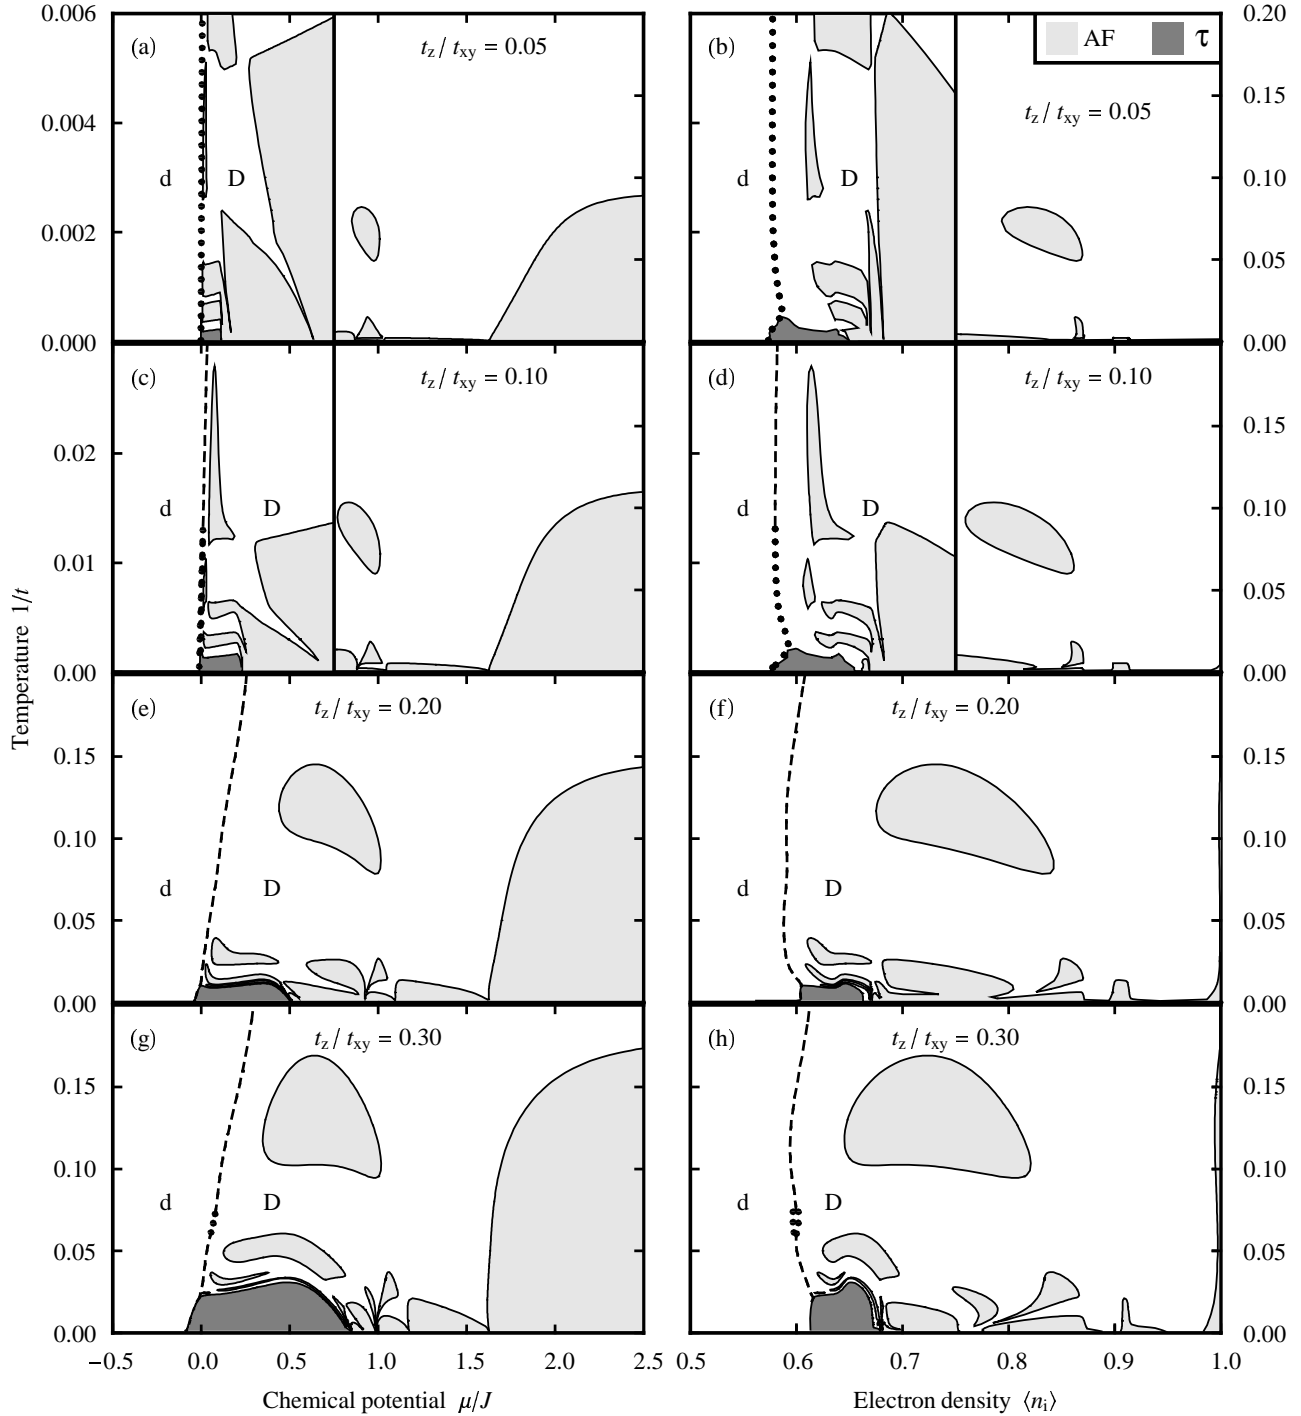 0.006
(a)
t_z / t_xy = 0.05
(b)
AF
τ
0.20
0.004
t_z / t_xy = 0.05
0.15
d
D
d
D
0.10
0.002
0.05
0.000
0.00
(c)
t_z / t_xy = 0.10
(d)
t_z / t_xy = 0.10
0.15
0.02
d
D
d
D
0.10
0.01
0.05
0.00
0.00
(e)
t_z / t_xy = 0.20
(f)
t_z / t_xy = 0.20
Temperature 1/t
0.15
0.15
0.10
0.10
d
D
d
D
0.05
0.05
0.00
0.00
(g)
t_z / t_xy = 0.30
(h)
t_z / t_xy = 0.30
0.15
0.15
0.10
0.10
d
D
d
D
0.05
0.05
0.00
0.00
−0.5 0.0 0.5 1.0 2.0 2.5
0.5 0.6 0.7 0.8 0.9 1.0
Chemical potential μ/J
Electron density ⟨n_i⟩